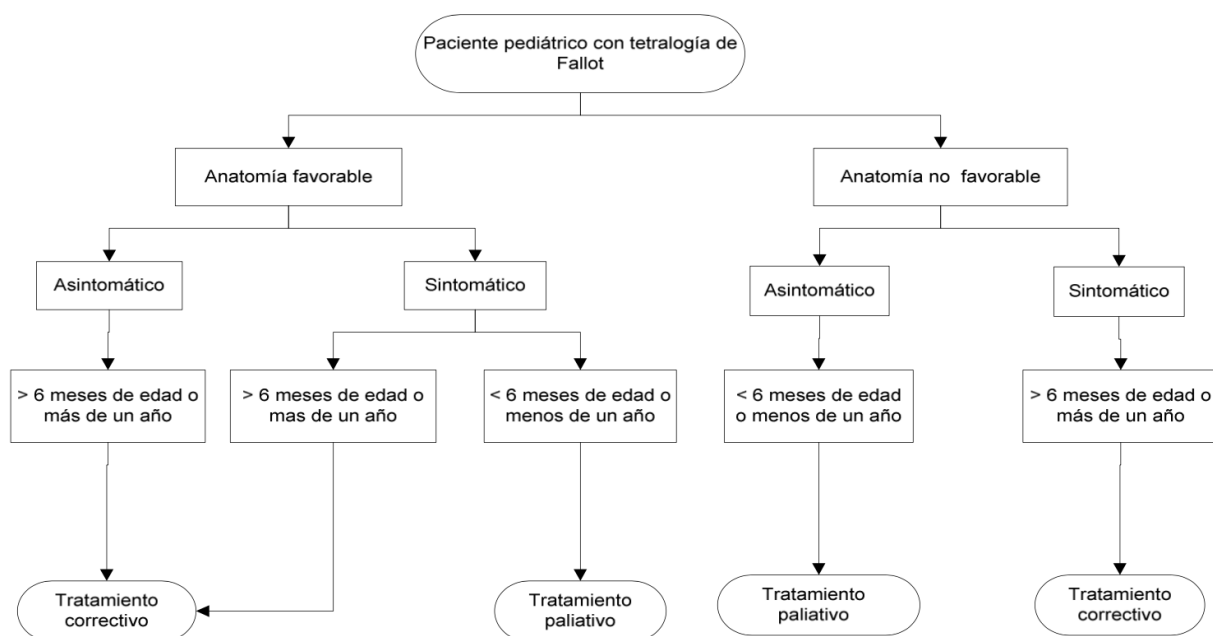 Paciente pediátrico con tetralogía de
Fallot
Anatomía favorable
Anatomía no favorable
Asintomático
Sintomático
Asintomático
Sintomático
> 6 meses de edad o
más de un año
> 6 meses de edad o
mas de un año
< 6 meses de edad o
menos de un año
< 6 meses de edad
o menos de un año
> 6 meses de edad o
más de un año
Tratamiento
correctivo
Tratamiento
paliativo
Tratamiento
paliativo
Tratamiento
correctivo